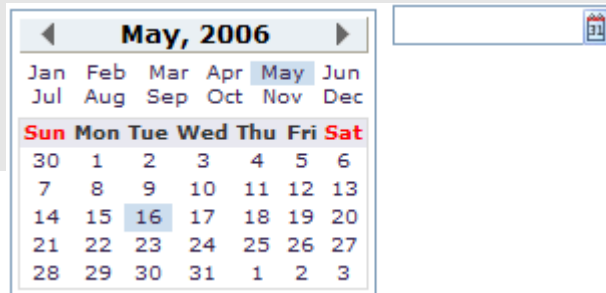 May, 2006
Jan Feb Mar Apr May Jun
Jul Aug Sep Oct Nov Dec
Sun Mon Tue Wed Thu Fri Sat
30 1 2 3 4 5 6
7 8 9 10 11 12 13
14 15 16 17 18 19 20
21 22 23 24 25 26 27
28 29 30 31 1 2 3
31